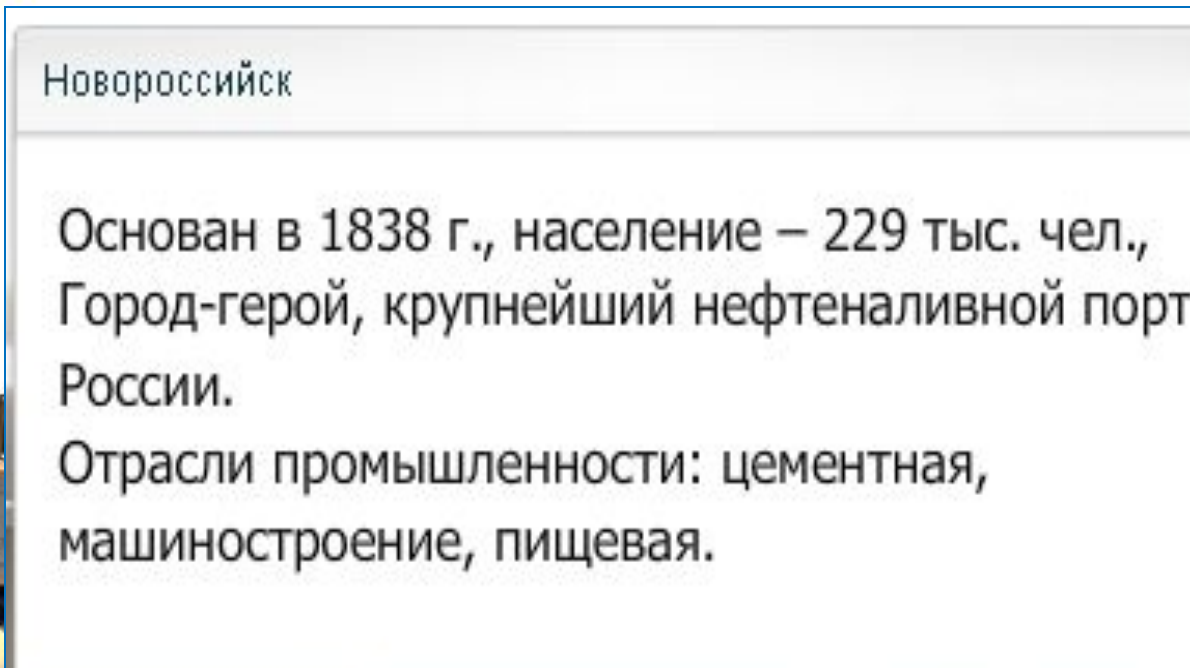 Новороссийск
Основан в 1838 г., население – 229 тыс. чел.,
Город-герой, крупнейший нефтеналивной порт
России.
Отрасли промышленности: цементная,
машиностроение, пищевая.